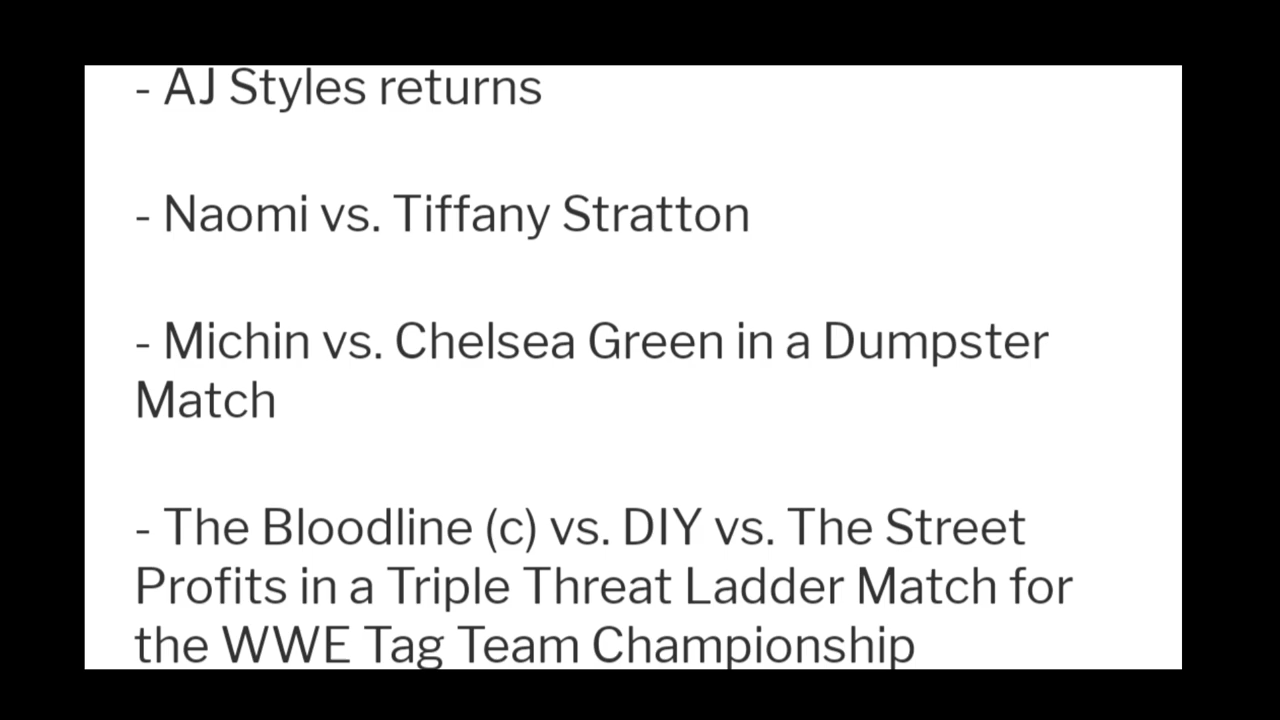 - AJ Styles returns
- Naomi vs. Tiffany Stratton
- Michin vs. Chelsea Green in a Dumpster
Match
- The Bloodline (c) vs. DIY vs. The Street
Profits in a Triple Threat Ladder Match for
the WWE Tag Team Championship